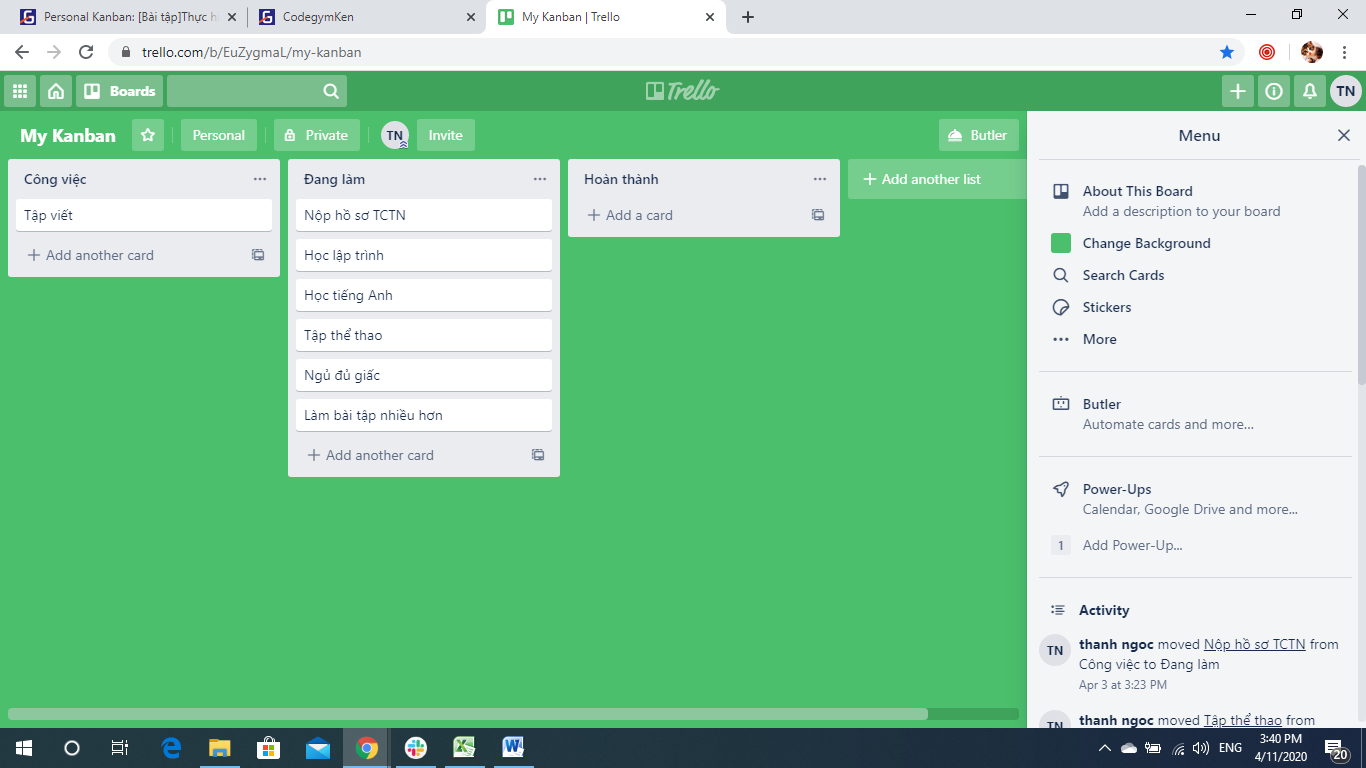 Personal Kanban: [Bài tập]Thực h
CodegymKen
My Kanban | Trello
trello.com/b/EuZygmaL/my-kanban
Boards
Trello
TN
My Kanban
Personal
Private
TN
Invite
Butler
Công việc
Tập viết
Add another card
Đang làm
Nộp hồ sơ TCTN
Học lập trình
Học tiếng Anh
Tập thể thao
Ngủ đủ giấc
Làm bài tập nhiều hơn
Add another card
Hoàn thành
Add a card
Add another list
Menu
About This Board
Add a description to your board
Change Background
Search Cards
Stickers
More
Butler
Automate cards and more...
Power-Ups
Calendar, Google Drive and more...
1 Add Power-Up...
Activity
TN
thanh ngoc moved Nộp hồ sơ TCTN from
Công việc to Đang làm
Apr 3 at 3:23 PM
TN
thanh ngoc moved Tập thể thao from
ENG
3:40 PM
4/11/2020
20